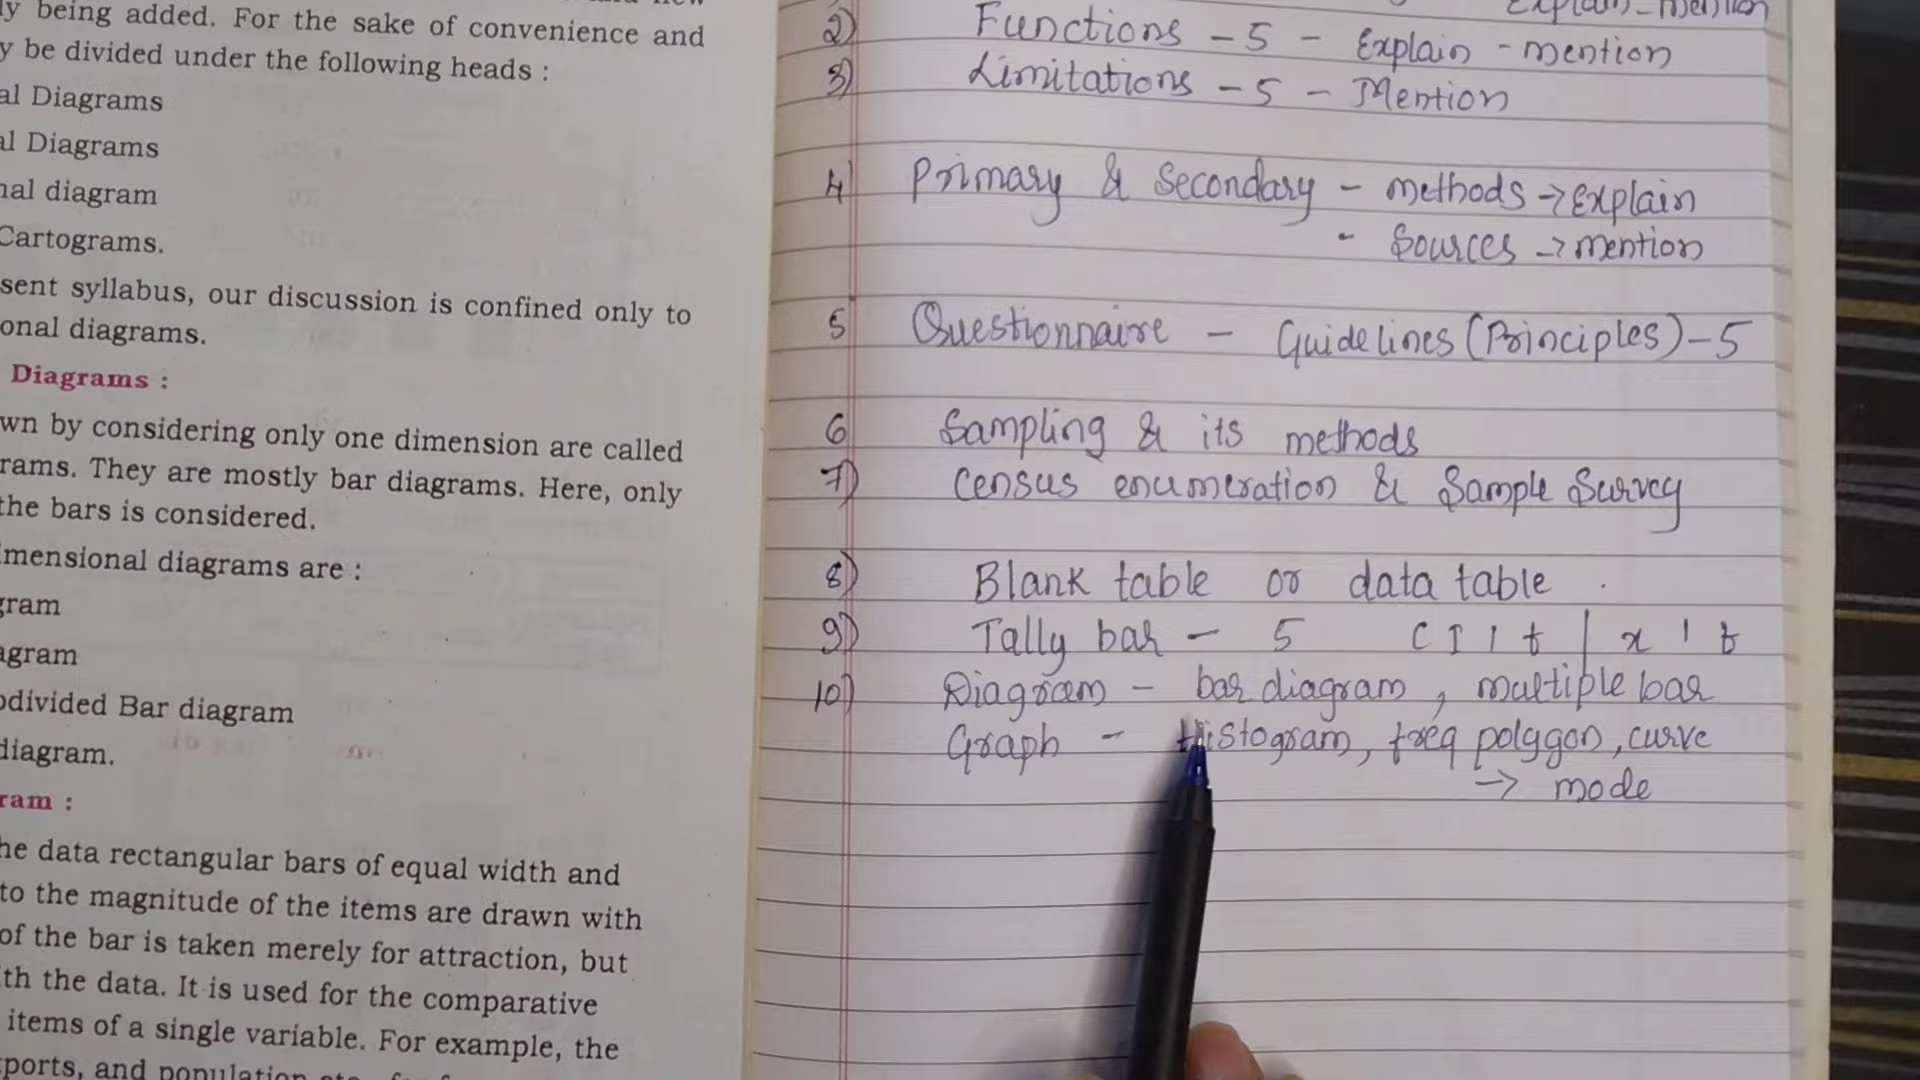 ly being added. For the sake of convenience and
y be divided under the following heads :
al Diagrams
al Diagrams
nal diagram
Cartograms.
sent syllabus, our discussion is confined only to
onal diagrams.
Diagrams :
wn by considering only one dimension are called
rams. They are mostly bar diagrams. Here, only
the bars is considered.
mensional diagrams are :
gram
agram
odivided Bar diagram
diagram.
ram :
he data rectangular bars of equal width and
to the magnitude of the items are drawn with
of the bar is taken merely for attraction, but
th the data. It is used for the comparative
items of a single variable. For example, the
ports, and population
Explain - mention
2) Functions - 5 - Explain - mention
3) Limitations - 5 - Mention
4) Primary & Secondary - methods → Explain
- Sources → mention
5 Questionnaire - Guidelines (Principles) - 5
6 Sampling & its methods
7) Census enumeration & Sample Survey
8) Blank table or data table .
9) Tally bar - 5 C I | f | x | f
10) Diagram - bar diagram, multiple bar
Graph - Histogram, freq polygon, curve
→ mode